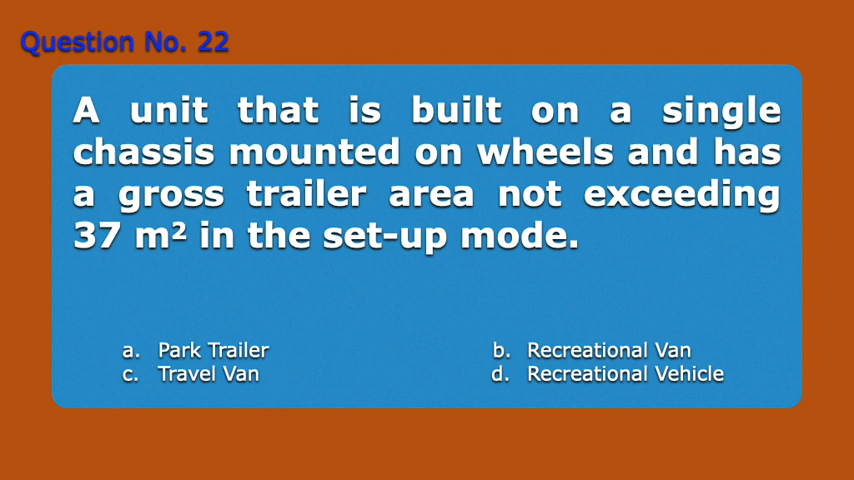 Question No. 22
A unit that is built on a single
chassis mounted on wheels and has
a gross trailer area not exceeding
37 m² in the set-up mode.
a. Park Trailer
b. Recreational Van
c. Travel Van
d. Recreational Vehicle